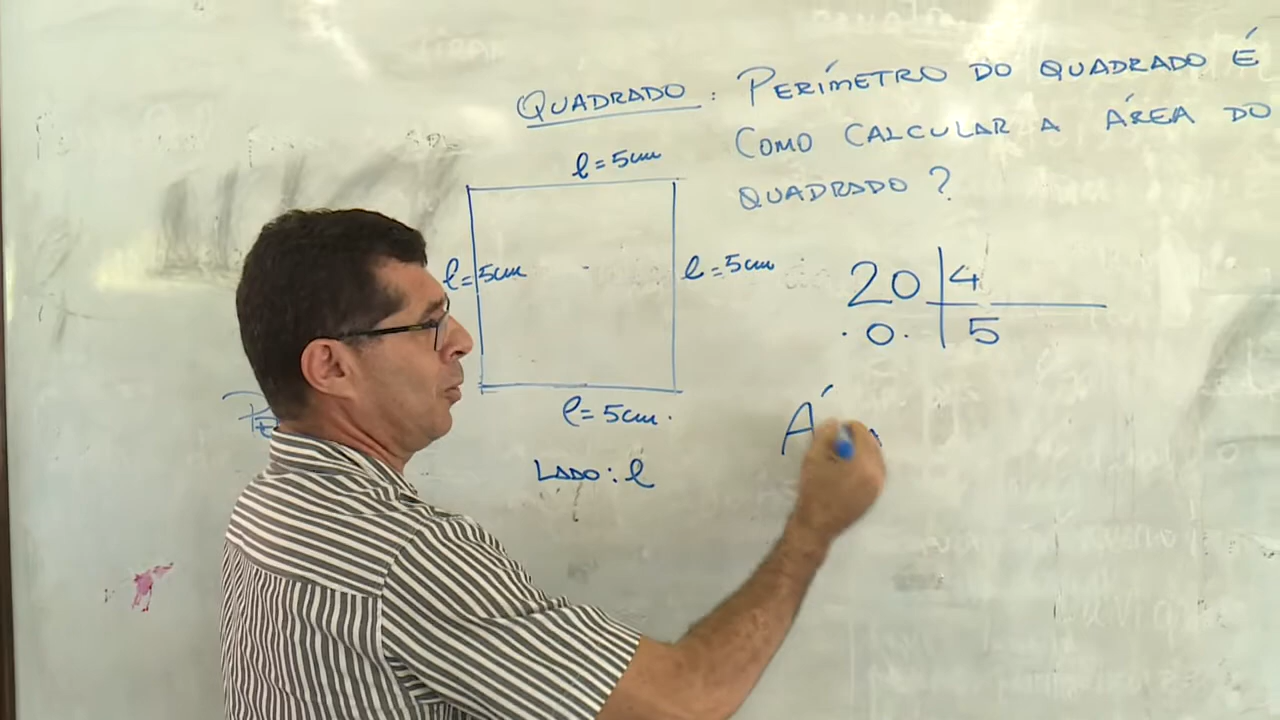 QUADRADO : PERÍMETRO DO QUADRADO É
COMO CALCULAR A ÁREA DO
QUADRADO ?
l = 5cm
l = 5cm
l = 5cm
l = 5cm.
LADO : l
20 4
.0. 5
Á